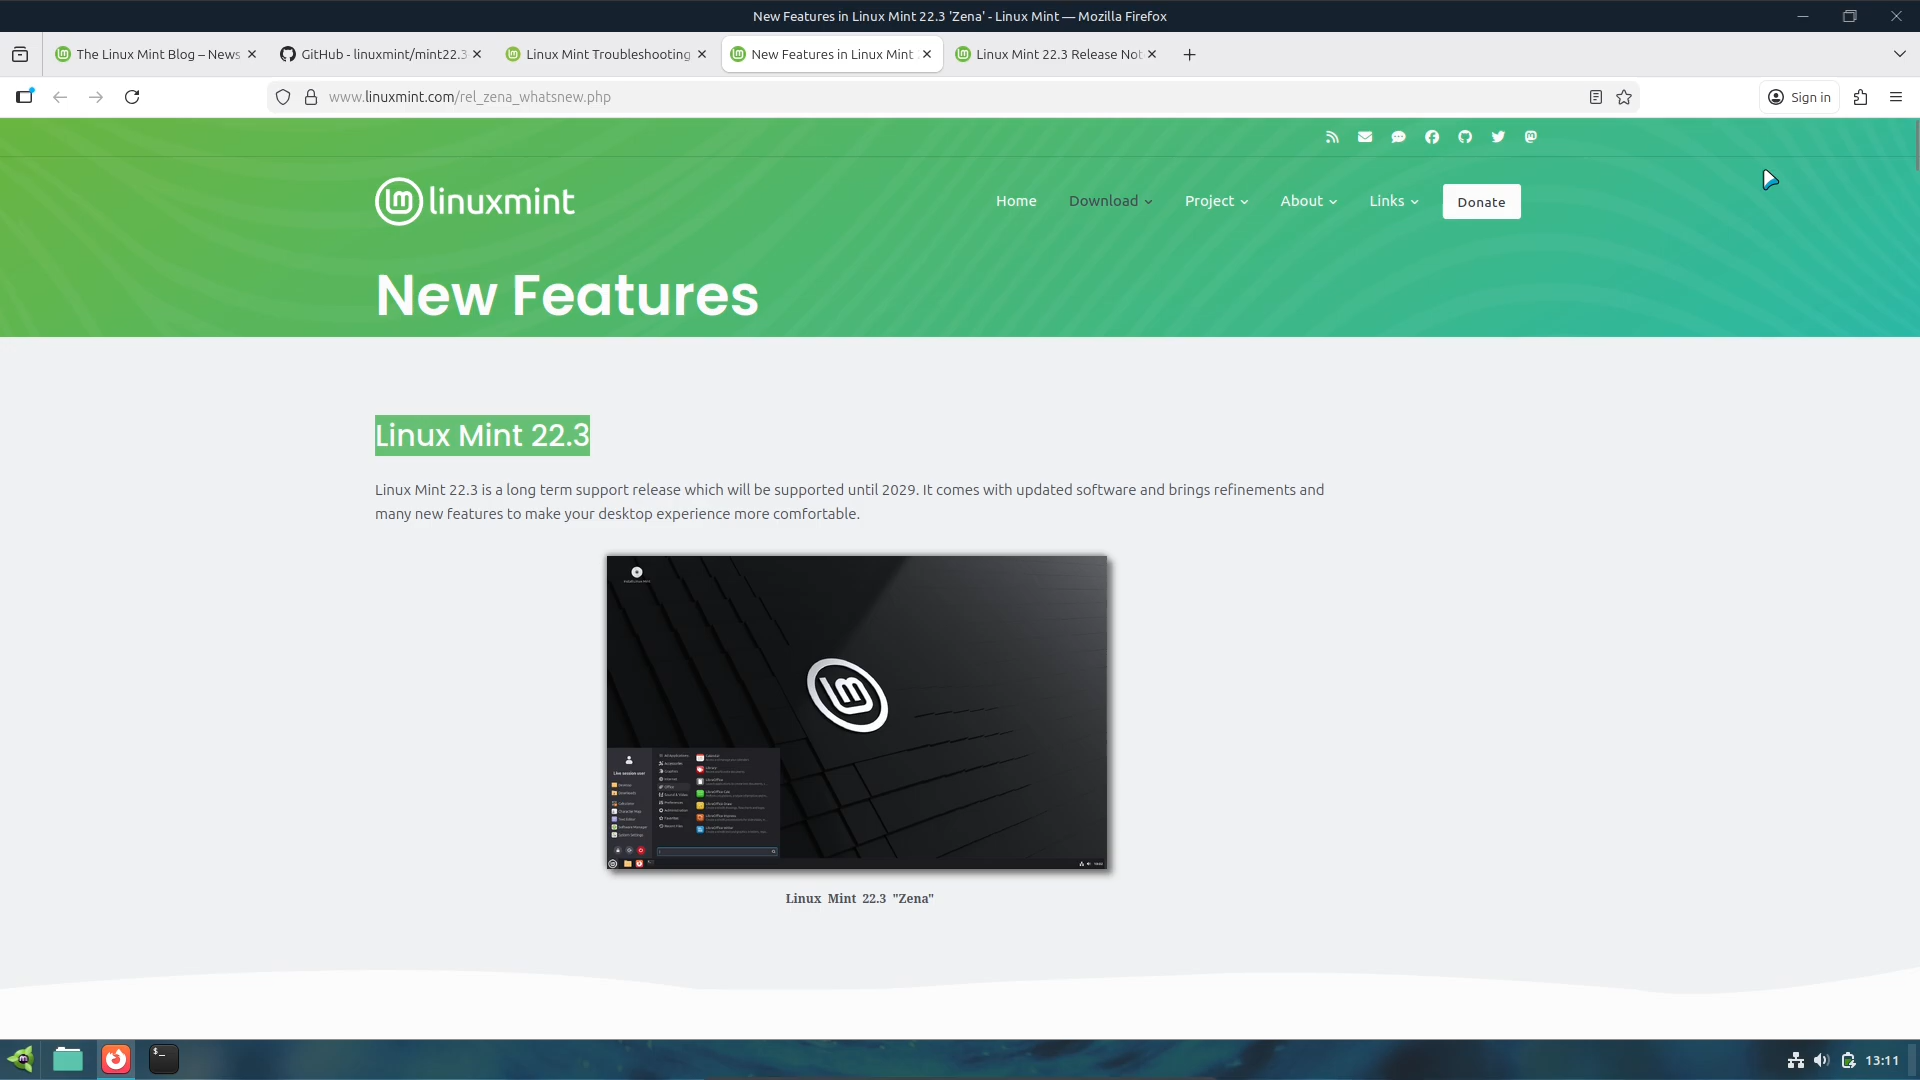 New Features in Linux Mint 22.3 'Zena' - Linux Mint — Mozilla Firefox
The Linux Mint Blog – News
GitHub - linuxmint/mint22.3
Linux Mint Troubleshooting
New Features in Linux Mint
Linux Mint 22.3 Release Not
www.linuxmint.com/rel_zena_whatsnew.php
Sign in
linuxmint
Home
Download
Project
About
Links
Donate
New Features
Linux Mint 22.3
Linux Mint 22.3 is a long term support release which will be supported until 2029. It comes with updated software and brings refinements and
many new features to make your desktop experience more comfortable.
Linux Mint 22.3 "Zena"
13:11